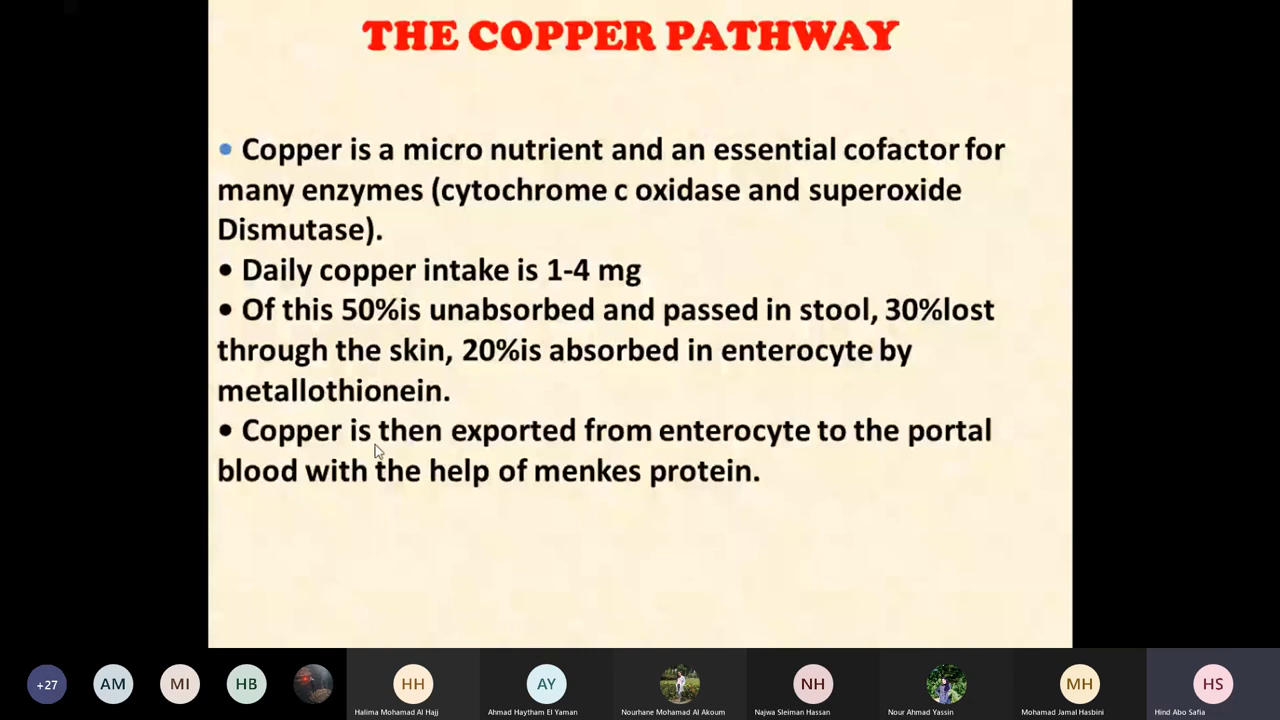 THE COPPER PATHWAY
• Copper is a micro nutrient and an essential cofactor for
many enzymes (cytochrome c oxidase and superoxide
Dismutase).
• Daily copper intake is 1-4 mg
• Of this 50%is unabsorbed and passed in stool, 30%lost
through the skin, 20%is absorbed in enterocyte by
metallothionein.
• Copper is then exported from enterocyte to the portal
blood with the help of menkes protein.
+27
AM
MI
HB
HH
AY
NH
MH
HS
Halima Mohamad Al Hajj
Ahmad Haytham El Yaman
Nourhane Mohamad Al Akoum
Najwa Sleiman Hassan
Nour Ahmad Yassin
Mohamad Jamal Hasbini
Hind Abo Safia